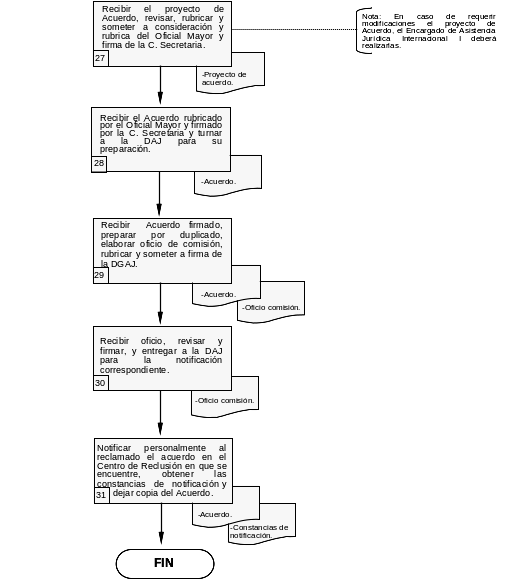 Recibir el proyecto de
Acuerdo, revisar, rubricar y
someter a consideración y
rubrica del Oficial Mayor y
firma de la C. Secretaria.
27
Nota: En caso de requerir
modificaciones el proyecto de
Acuerdo, el Encargado de Asistencia
Jurídica Internacional I deberá
realizarlas.
-Proyecto de
acuerdo.
Recibir el Acuerdo rubricado
por el Oficial Mayor y firmado
por la C. Secretaria y turnar
a la DAJ para su
preparación.
28
-Acuerdo.
Recibir Acuerdo firmado,
preparar por duplicado,
elaborar oficio de comisión,
rubricar y someter a firma de
la DGAJ.
29
-Acuerdo.
-Oficio comisión.
Recibir oficio, revisar y
firmar, y entregar a la DAJ
para la notificación
correspondiente.
30
-Oficio comisión.
Notificar personalmente al
reclamado el acuerdo en el
Centro de Reclusión en que se
encuentre, obtener las
constancias de notificación y
dejar copia del Acuerdo.
31
-Acuerdo.
-Constancias de
notificación.
FIN